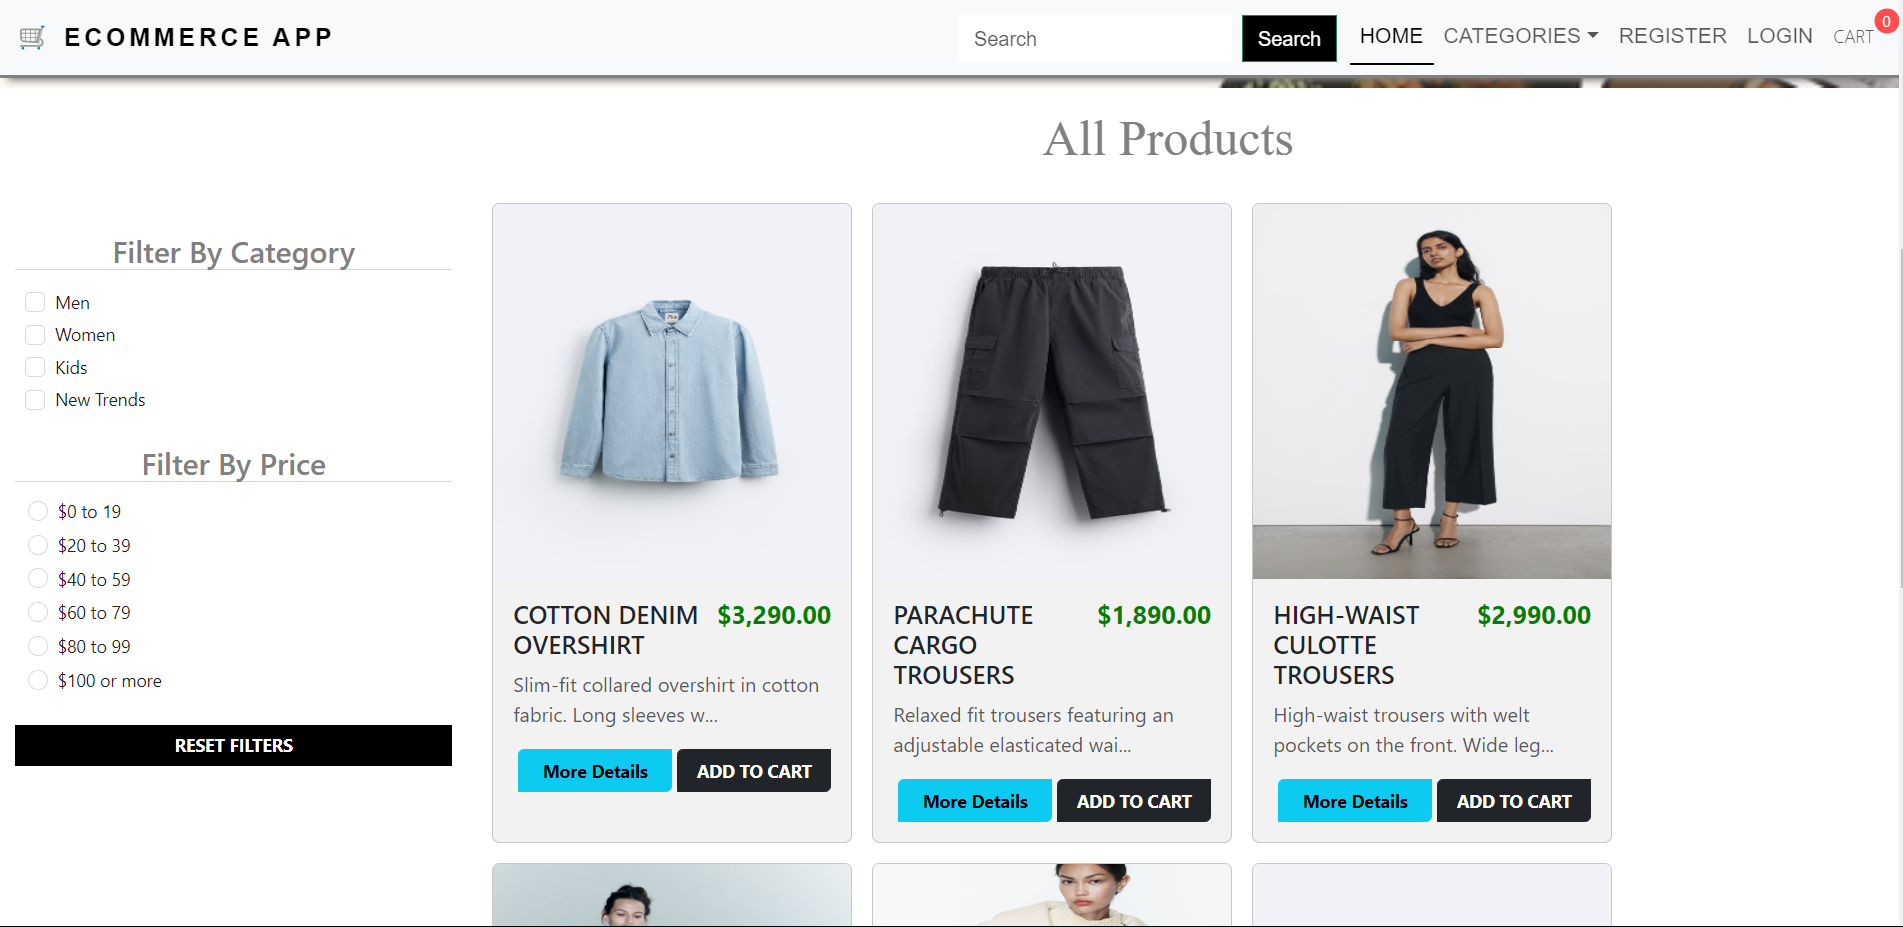 ECOMMERCE APP
Search
Search
HOME
CATEGORIES
REGISTER
LOGIN
CART
0
All Products
Filter By Category
Men
Women
Kids
New Trends
Filter By Price
$0 to 19
$20 to 39
$40 to 59
$60 to 79
$80 to 99
$100 or more
RESET FILTERS
COTTON DENIM
OVERSHIRT
$3,290.00
Slim-fit collared overshirt in cotton
fabric. Long sleeves w...
More Details
ADD TO CART
PARACHUTE
CARGO
TROUSERS
$1,890.00
Relaxed fit trousers featuring an
adjustable elasticated wai...
More Details
ADD TO CART
HIGH-WAIST
CULOTTE
TROUSERS
$2,990.00
High-waist trousers with welt
pockets on the front. Wide leg...
More Details
ADD TO CART